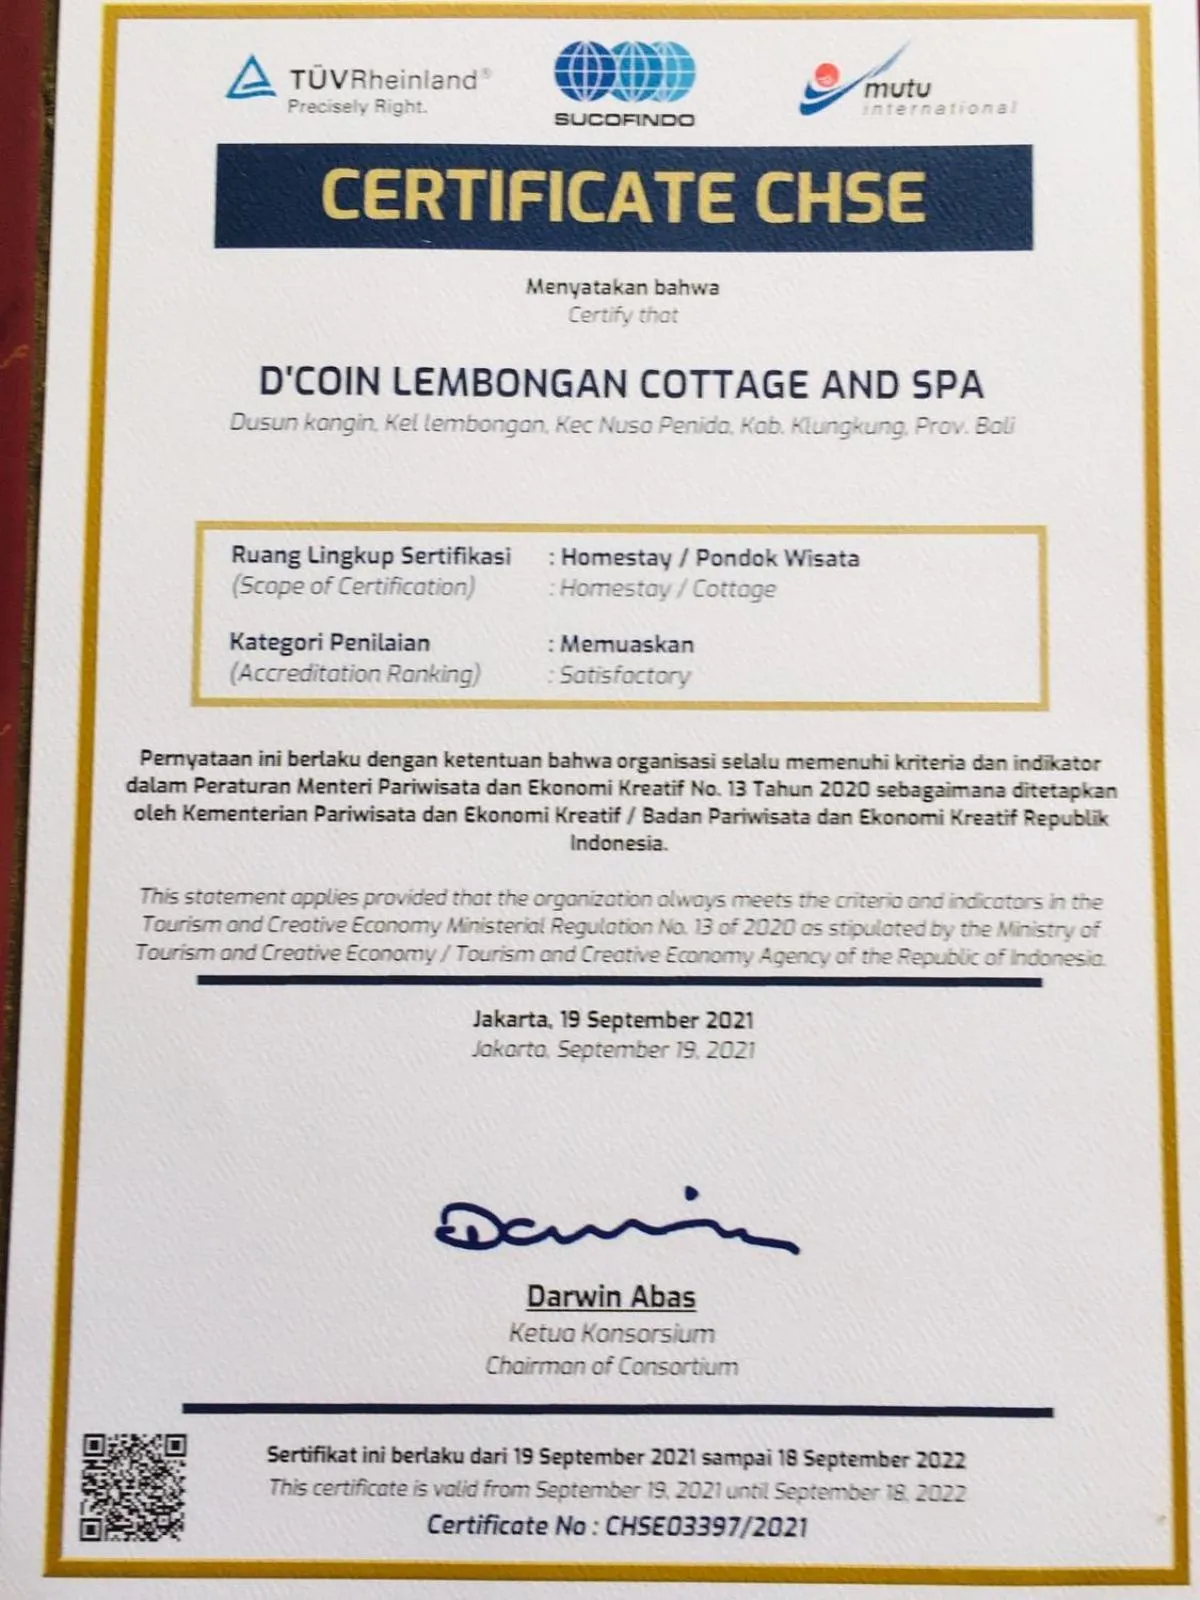 TÜVRheinland®
Precisely Right.
SUCOFINDO
mutu
international
CERTIFICATE CHSE
Menyatakan bahwa
Certify that
D'COIN LEMBONGAN COTTAGE AND SPA
Dusun kangin, Kel lembongan, Kec Nusa Penida, Kab. Klungkung, Prov. Bali
Ruang Lingkup Sertifikasi : Homestay / Pondok Wisata
(Scope of Certification) : Homestay / Cottage
Kategori Penilaian : Memuaskan
(Accreditation Ranking) : Satisfactory
Pernyataan ini berlaku dengan ketentuan bahwa organisasi selalu memenuhi kriteria dan indikator
dalam Peraturan Menteri Pariwisata dan Ekonomi Kreatif No. 13 Tahun 2020 sebagaimana ditetapkan
oleh Kementerian Pariwisata dan Ekonomi Kreatif / Badan Pariwisata dan Ekonomi Kreatif Republik
Indonesia.
This statement applies provided that the organization always meets the criteria and indicators in the
Tourism and Creative Economy Ministerial Regulation No. 13 of 2020 as stipulated by the Ministry of
Tourism and Creative Economy / Tourism and Creative Economy Agency of the Republic of Indonesia.
Jakarta, 19 September 2021
Jakarta, September 19, 2021
Darwin Abas
Ketua Konsorsium
Chairman of Consortium
Sertifikat ini berlaku dari 19 September 2021 sampai 18 September 2022
This certificate is valid from September 19, 2021 until September 18, 2022
Certificate No : CHSE03397/2021